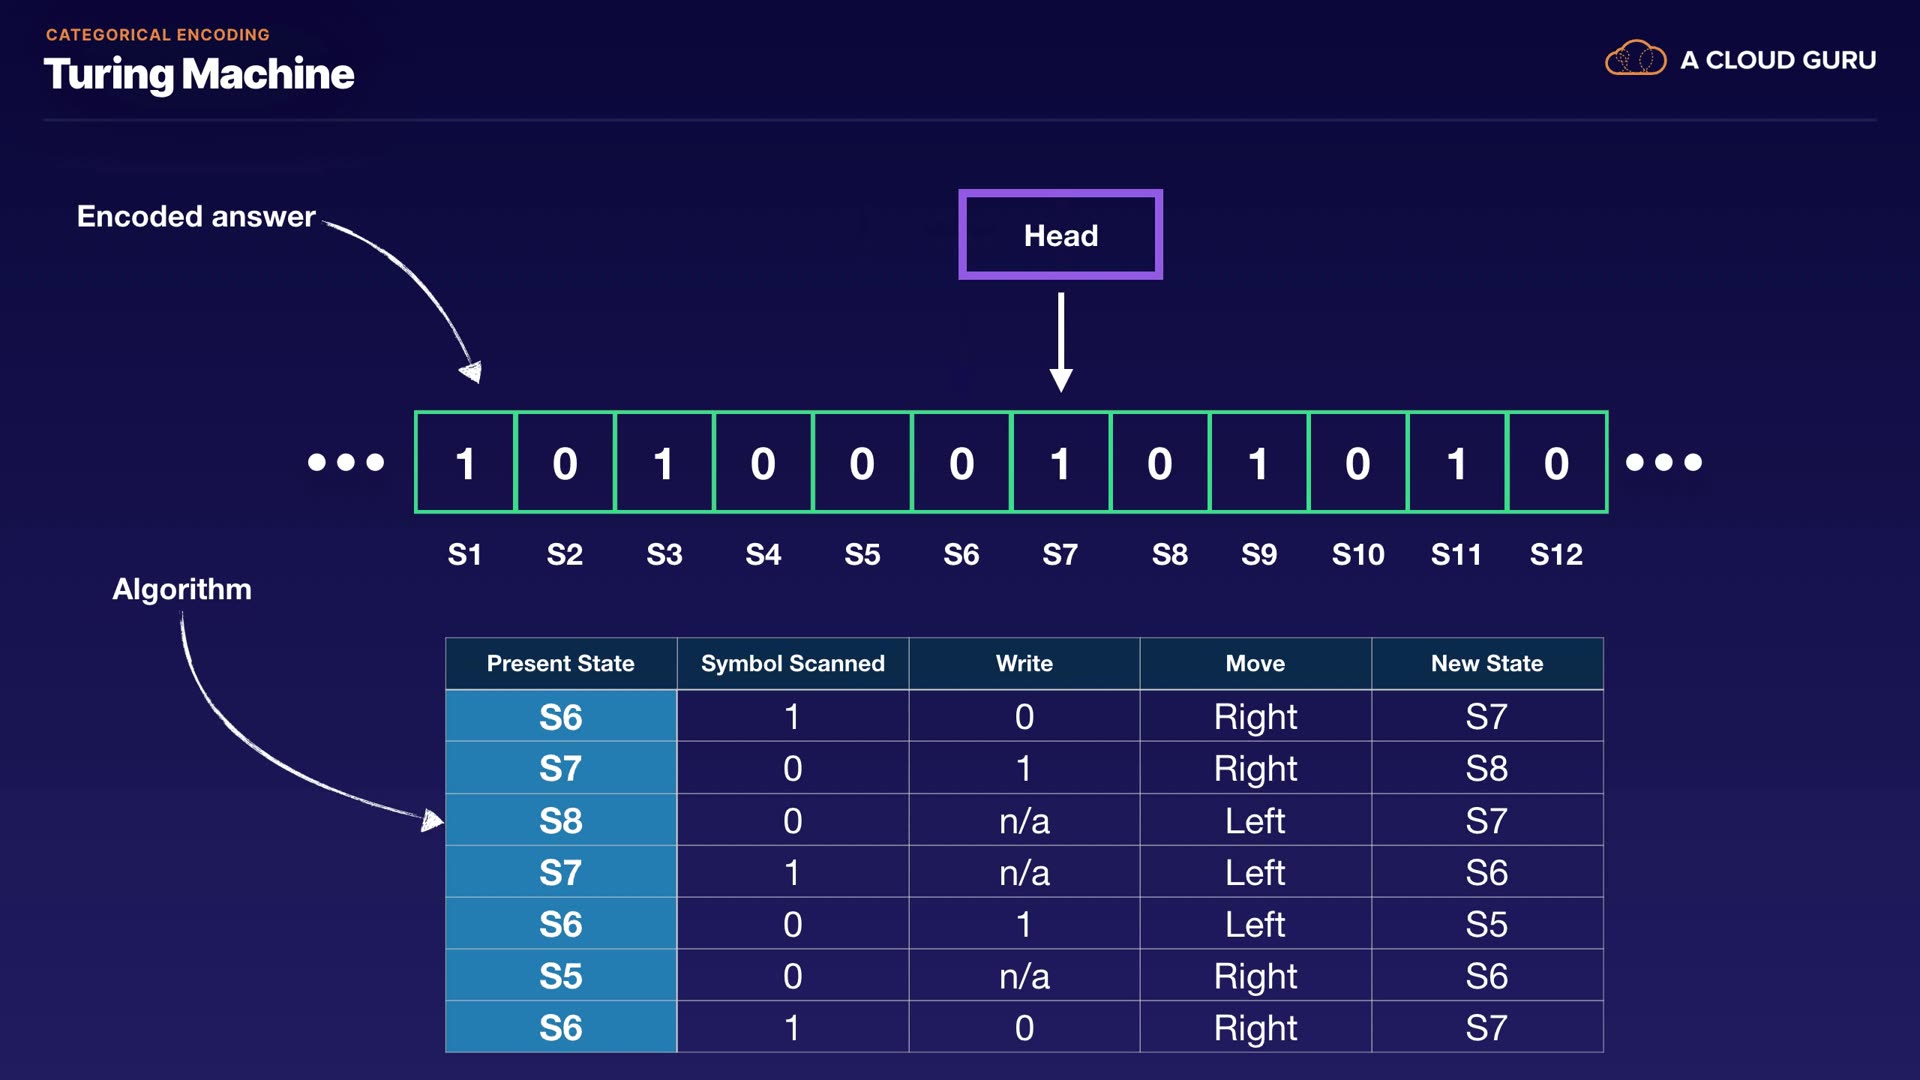 CATEGORICAL ENCODING
Turing Machine
A CLOUD GURU
Encoded answer
Head
1 0 1 0 0 0 1 0 1 0 1 0
S1 S2 S3 S4 S5 S6 S7 S8 S9 S10 S11 S12
Algorithm
Present State Symbol Scanned Write Move New State
S6 1 0 Right S7
S7 0 1 Right S8
S8 0 n/a Left S7
S7 1 n/a Left S6
S6 0 1 Left S5
S5 0 n/a Right S6
S6 1 0 Right S7